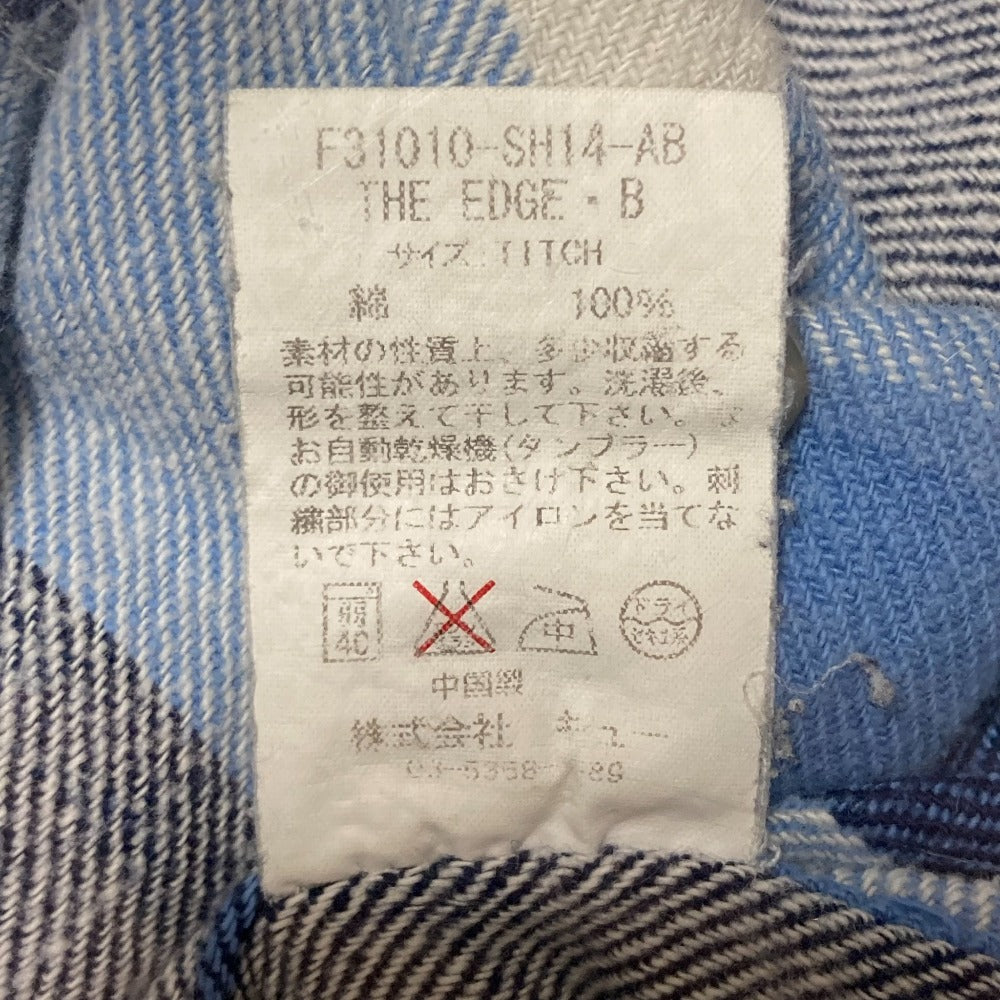 F31010-SH14-AB
THE EDGE・B
サイズ TITCH
綿 100%
素材の性質上、多少収縮する
可能性があります。洗濯後、
形を整えて干して下さい。な
お自動乾燥機(タンブラー)
の御使用はおさけ下さい。刺
繍部分にはアイロンを当てな
いで下さい。
弱 40 中 ドライ
中国製
株式会社